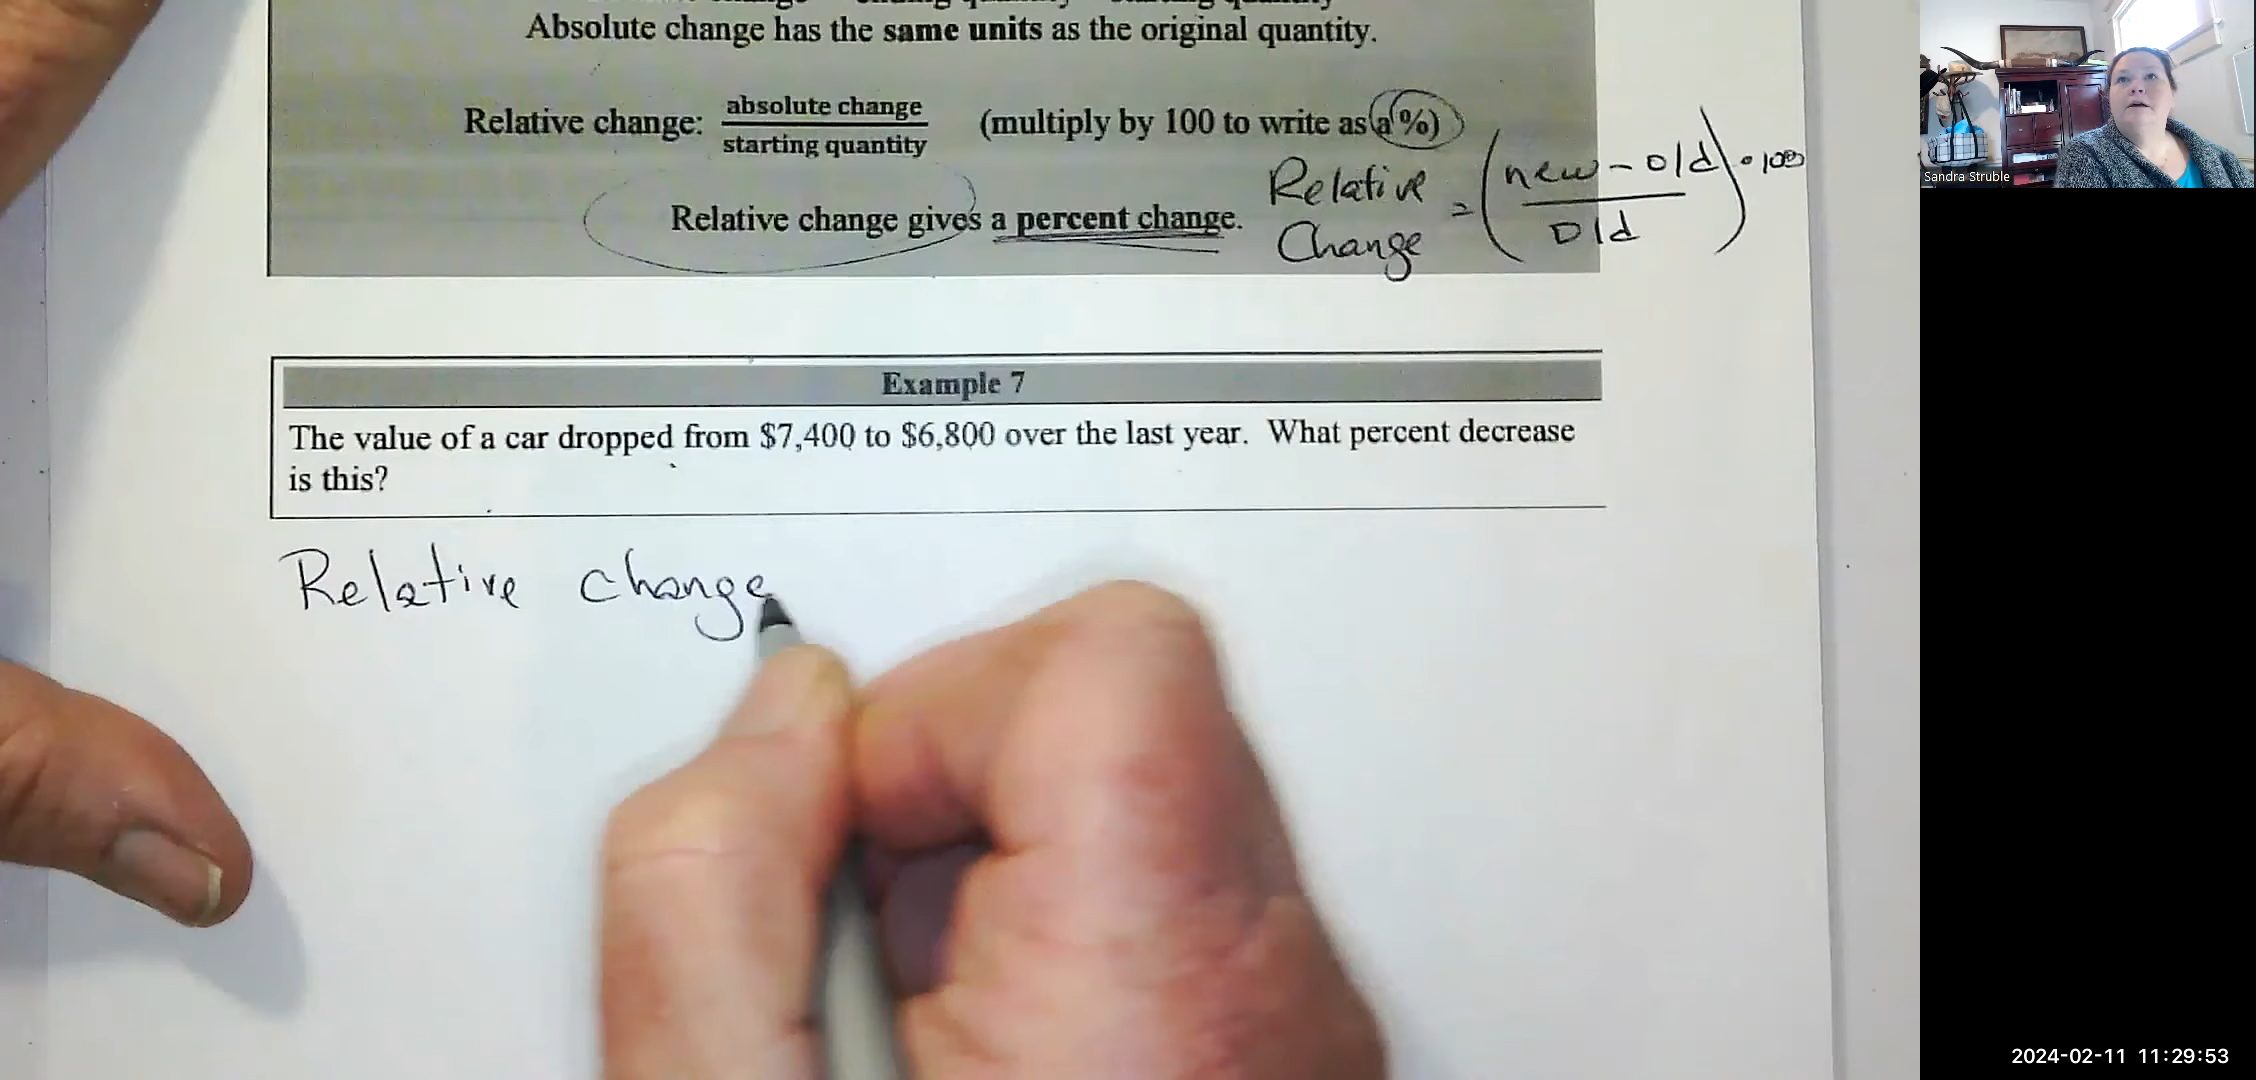 Absolute change has the same units as the original quantity.
Relative change: absolute change
starting quantity
(multiply by 100 to write as a %)
Relative change gives a percent change.
Relative
Change
= (new - old
old) • 100
Sandra Struble
Example 7
The value of a car dropped from $7,400 to $6,800 over the last year. What percent decrease
is this?
Relative change
2024-02-11 11:29:53